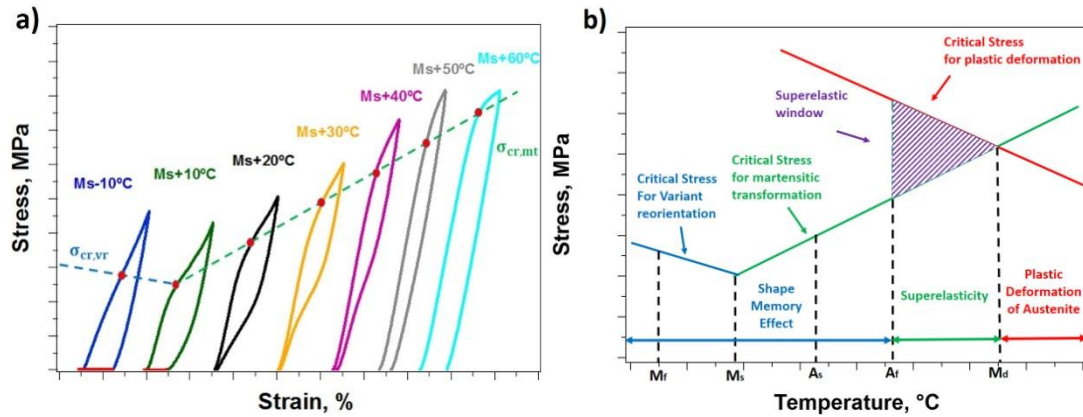 a)
Stress, MPa
Ms-10ºC
Ms+10ºC
Ms+20ºC
Ms+30ºC
Ms+40ºC
Ms+50ºC
Ms+60ºC
σcr,vr
σcr,mt
Strain, %
b)
Stress, MPa
Critical Stress
for plastic deformation
Superelastic
window
Critical Stress
for martensitic
transformation
Critical Stress
For Variant
reorientation
Shape
Memory
Effect
Superelasticity
Plastic
Deformation
of Austenite
Mf
Ms
As
Af
Md
Temperature, °C